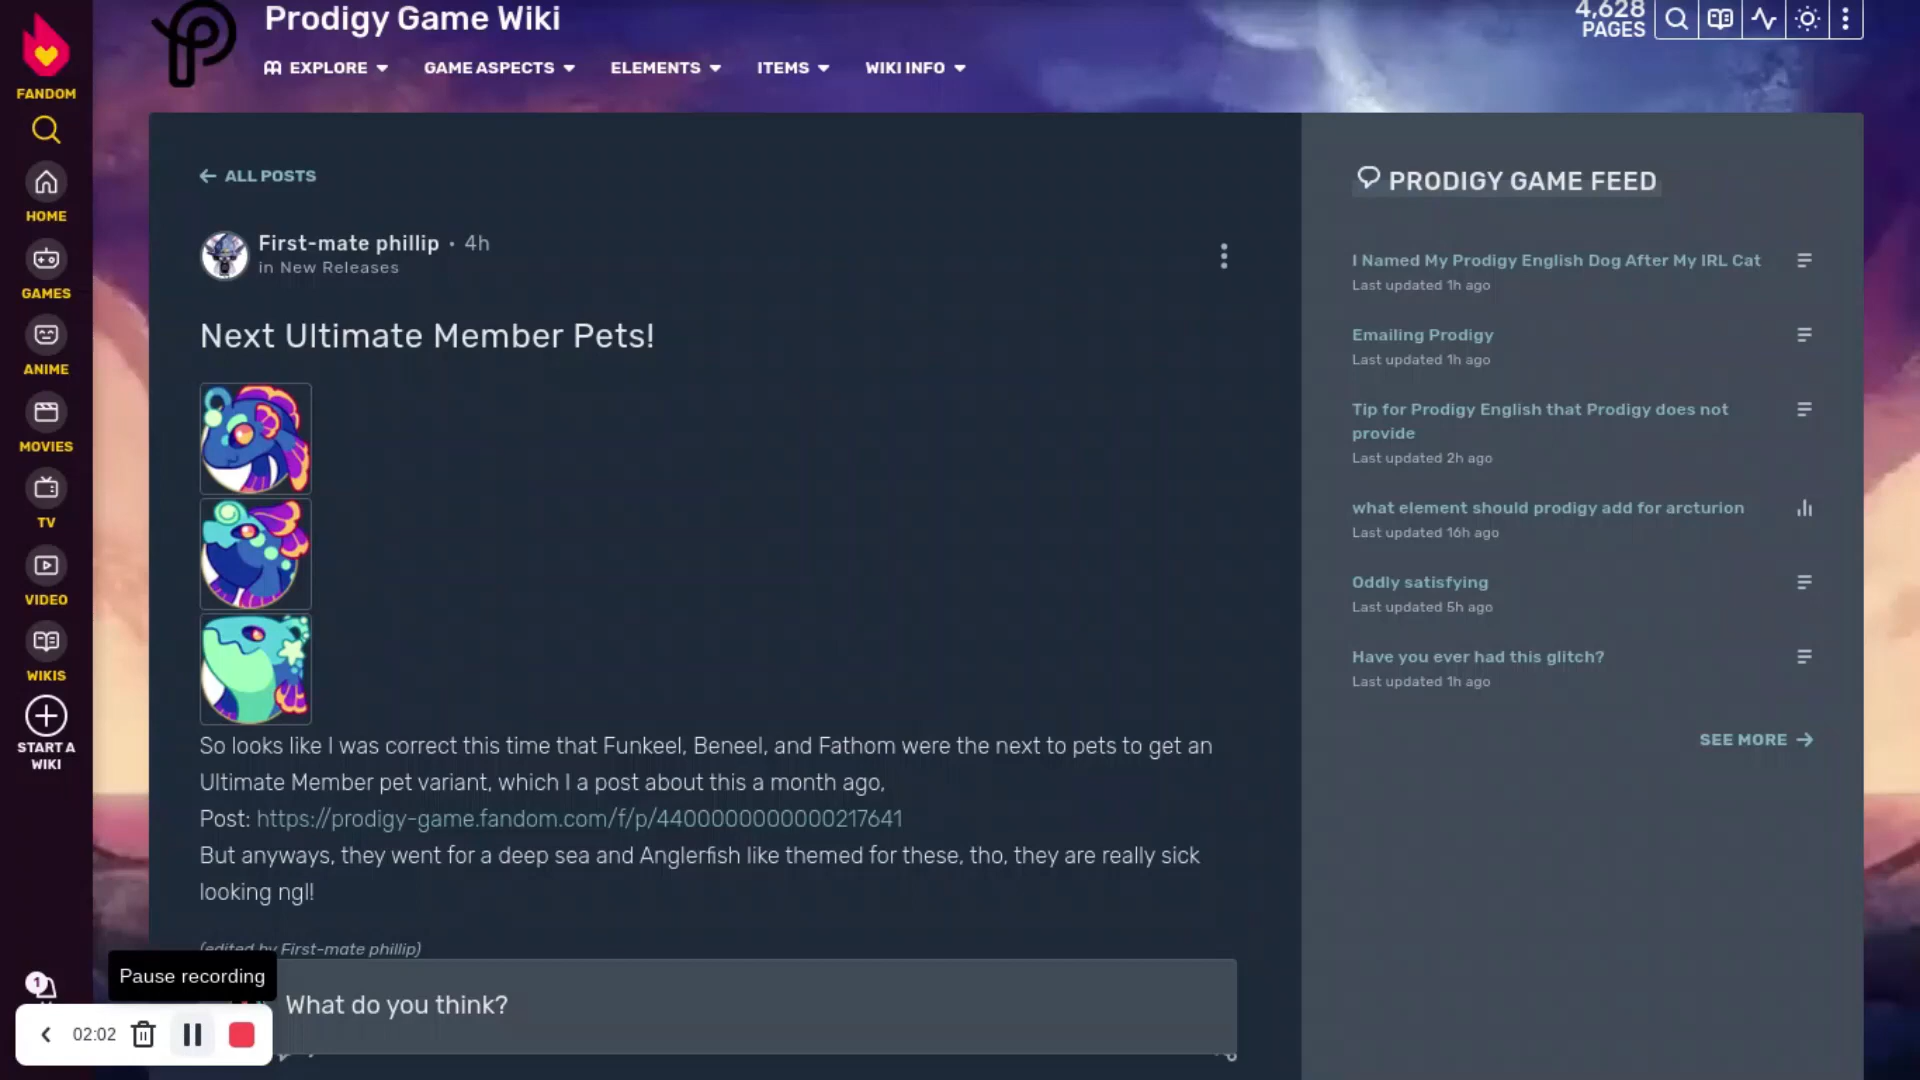 Prodigy Game Wiki
4,628
PAGES
EXPLORE
GAME ASPECTS
ELEMENTS
ITEMS
WIKI INFO
FANDOM
HOME
GAMES
ANIME
MOVIES
TV
VIDEO
WIKIS
START A
WIKI
1
ALL POSTS
First-mate phillip • 4h
in New Releases
Next Ultimate Member Pets!
So looks like I was correct this time that Funkeel, Beneel, and Fathom were the next to pets to get an
Ultimate Member pet variant, which I a post about this a month ago,
Post: https://prodigy-game.fandom.com/f/p/4400000000000217641
But anyways, they went for a deep sea and Anglerfish like themed for these, tho, they are really sick
looking ngl!
(edited by First-mate phillip)
What do you think?
Pause recording
02:02
PRODIGY GAME FEED
I Named My Prodigy English Dog After My IRL Cat
Last updated 1h ago
Emailing Prodigy
Last updated 1h ago
Tip for Prodigy English that Prodigy does not
provide
Last updated 2h ago
what element should prodigy add for arcturion
Last updated 16h ago
Oddly satisfying
Last updated 5h ago
Have you ever had this glitch?
Last updated 1h ago
SEE MORE